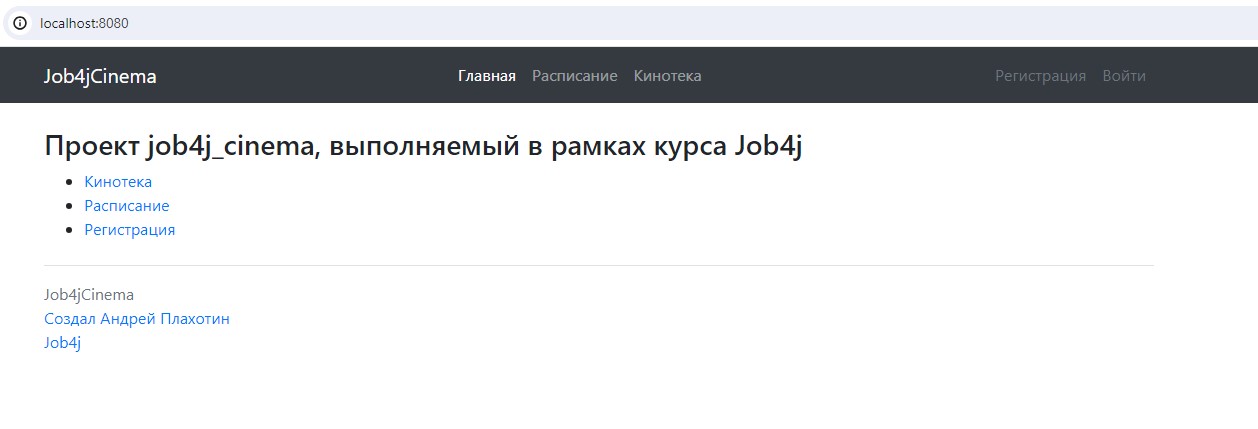 localhost:8080
Job4jCinema Главная Расписание Кинотека Регистрация Войти
Проект job4j_cinema, выполняемый в рамках курса Job4j
Кинотека
Расписание
Регистрация
Job4jCinema
Создал Андрей Плахотин
Job4j